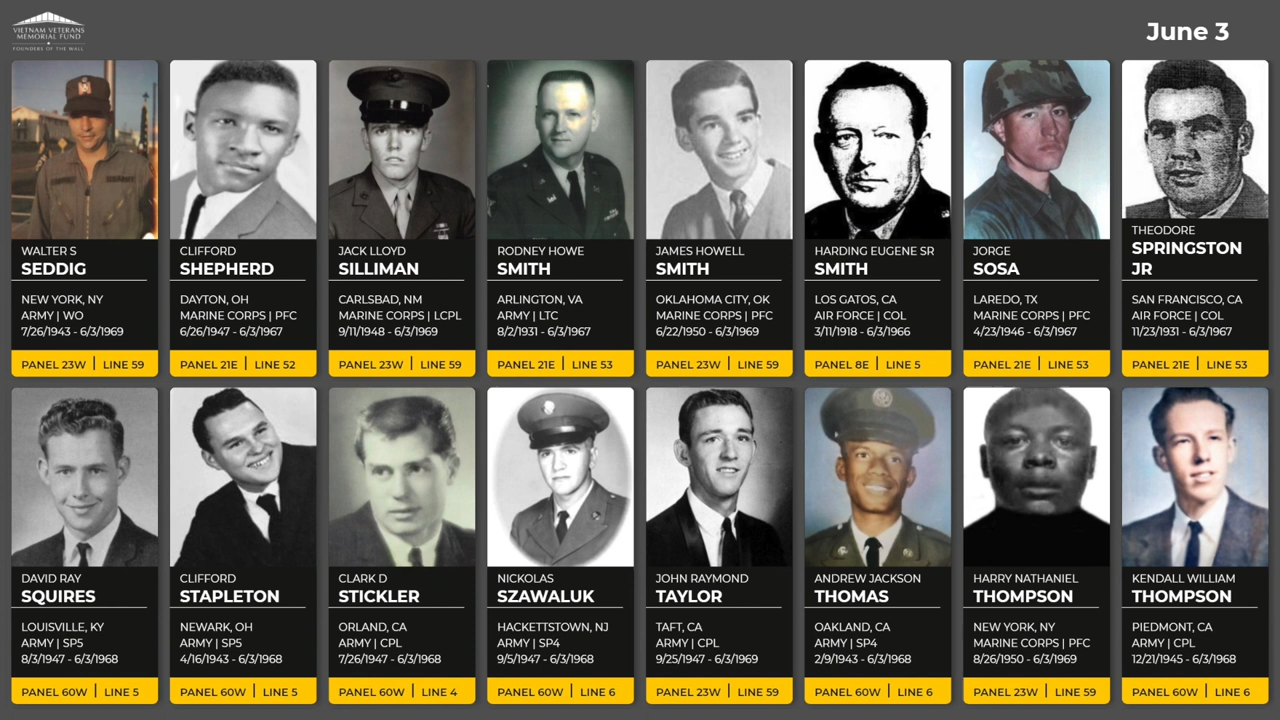 VIETNAM VETERANS
MEMORIAL FUND
FOUNDERS OF THE WALL
June 3
WALTER S
SEDDIG
NEW YORK, NY
ARMY | WO
7/26/1943 - 6/3/1969
PANEL 23W | LINE 59
CLIFFORD
SHEPHERD
DAYTON, OH
MARINE CORPS | PFC
6/26/1947 - 6/3/1967
PANEL 21E | LINE 52
JACK LLOYD
SILLIMAN
CARLSBAD, NM
MARINE CORPS | LCPL
9/11/1948 - 6/3/1969
PANEL 23W | LINE 59
RODNEY HOWE
SMITH
ARLINGTON, VA
ARMY | LTC
8/2/1931 - 6/3/1967
PANEL 21E | LINE 53
JAMES HOWELL
SMITH
OKLAHOMA CITY, OK
MARINE CORPS | PFC
6/22/1950 - 6/3/1969
PANEL 23W | LINE 59
HARDING EUGENE SR
SMITH
LOS GATOS, CA
AIR FORCE | COL
3/11/1918 - 6/3/1966
PANEL 8E | LINE 5
JORGE
SOSA
LAREDO, TX
MARINE CORPS | PFC
4/23/1946 - 6/3/1967
PANEL 21E | LINE 53
THEODORE
SPRINGSTON
JR
SAN FRANCISCO, CA
AIR FORCE | COL
11/23/1931 - 6/3/1967
PANEL 21E | LINE 53
DAVID RAY
SQUIRES
LOUISVILLE, KY
ARMY | SP5
8/3/1947 - 6/3/1968
PANEL 60W | LINE 5
CLIFFORD
STAPLETON
NEWARK, OH
ARMY | SP5
4/16/1943 - 6/3/1968
PANEL 60W | LINE 5
CLARK D
STICKLER
ORLAND, CA
ARMY | CPL
7/26/1947 - 6/3/1968
PANEL 60W | LINE 4
NICKOLAS
SZAWALUK
HACKETTSTOWN, NJ
ARMY | SP4
9/5/1947 - 6/3/1968
PANEL 60W | LINE 6
JOHN RAYMOND
TAYLOR
TAFT, CA
ARMY | CPL
9/25/1947 - 6/3/1969
PANEL 23W | LINE 59
ANDREW JACKSON
THOMAS
OAKLAND, CA
ARMY | SP4
2/9/1943 - 6/3/1968
PANEL 60W | LINE 6
HARRY NATHANIEL
THOMPSON
NEW YORK, NY
MARINE CORPS | PFC
8/26/1950 - 6/3/1969
PANEL 23W | LINE 59
KENDALL WILLIAM
THOMPSON
PIEDMONT, CA
ARMY | CPL
12/21/1945 - 6/3/1968
PANEL 60W | LINE 6